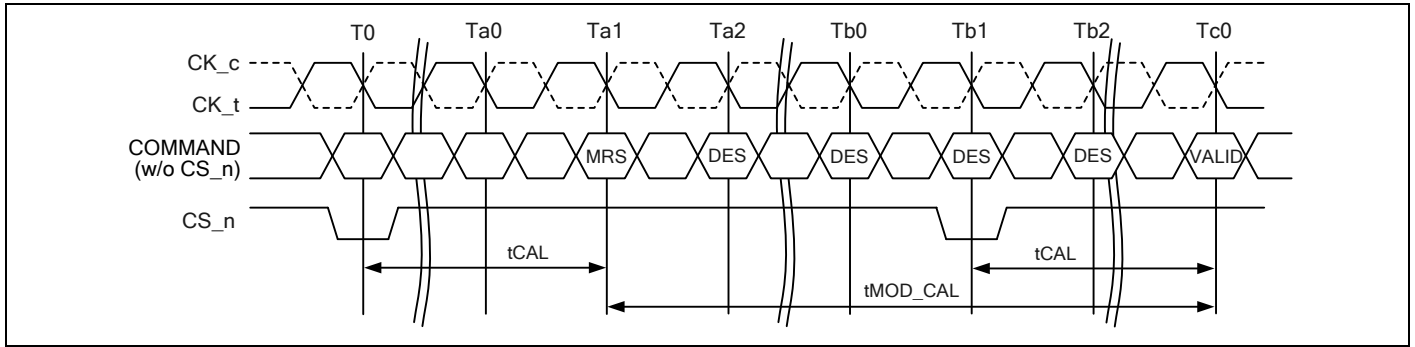 T0 Ta0 Ta1 Ta2 Tb0 Tb1 Tb2 Tc0
CK_c
CK_t
COMMAND
(w/o CS_n)
MRS DES DES DES DES VALID
CS_n
tCAL tCAL
tMOD_CAL